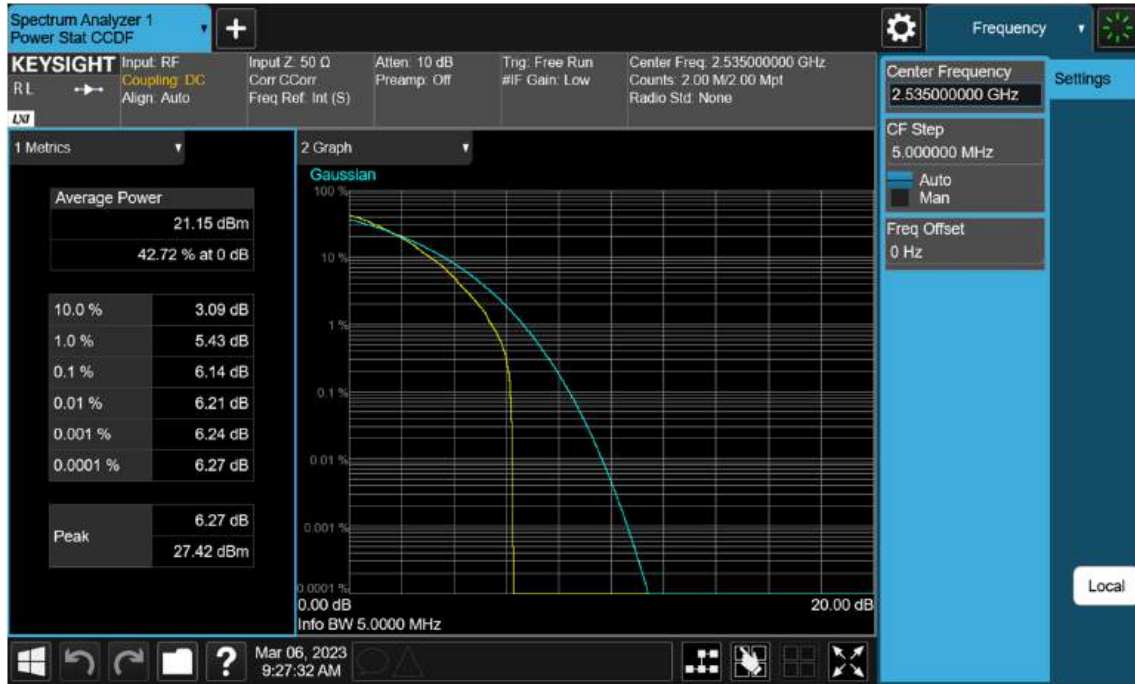 Spectrum Analyzer 1
Power Stat CCDF
+
Frequency
KEYSIGHT
RL
LXI
Input: RF
Coupling: DC
Align: Auto
Input Z: 50 Ω
Corr CCorr
Freq Ref: Int (S)
Atten: 10 dB
Preamp: Off
Trig: Free Run
#IF Gain: Low
Center Freq: 2.535000000 GHz
Counts: 2.00 M/2.00 Mpt
Radio Std: None
Center Frequency
2.535000000 GHz
Settings
CF Step
5.000000 MHz
Auto
Man
Freq Offset
0 Hz
Local
1 Metrics
Average Power
21.15 dBm
42.72 % at 0 dB
10.0 % 3.09 dB
1.0 % 5.43 dB
0.1 % 6.14 dB
0.01 % 6.21 dB
0.001 % 6.24 dB
0.0001 % 6.27 dB
Peak
6.27 dB
27.42 dBm
2 Graph
Gaussian
100 %
10 %
1 %
0.1 %
0.01 %
0.001 %
0.0001 %
0.00 dB 20.00 dB
Info BW 5.0000 MHz
?
Mar 06, 2023
9:27:32 AM